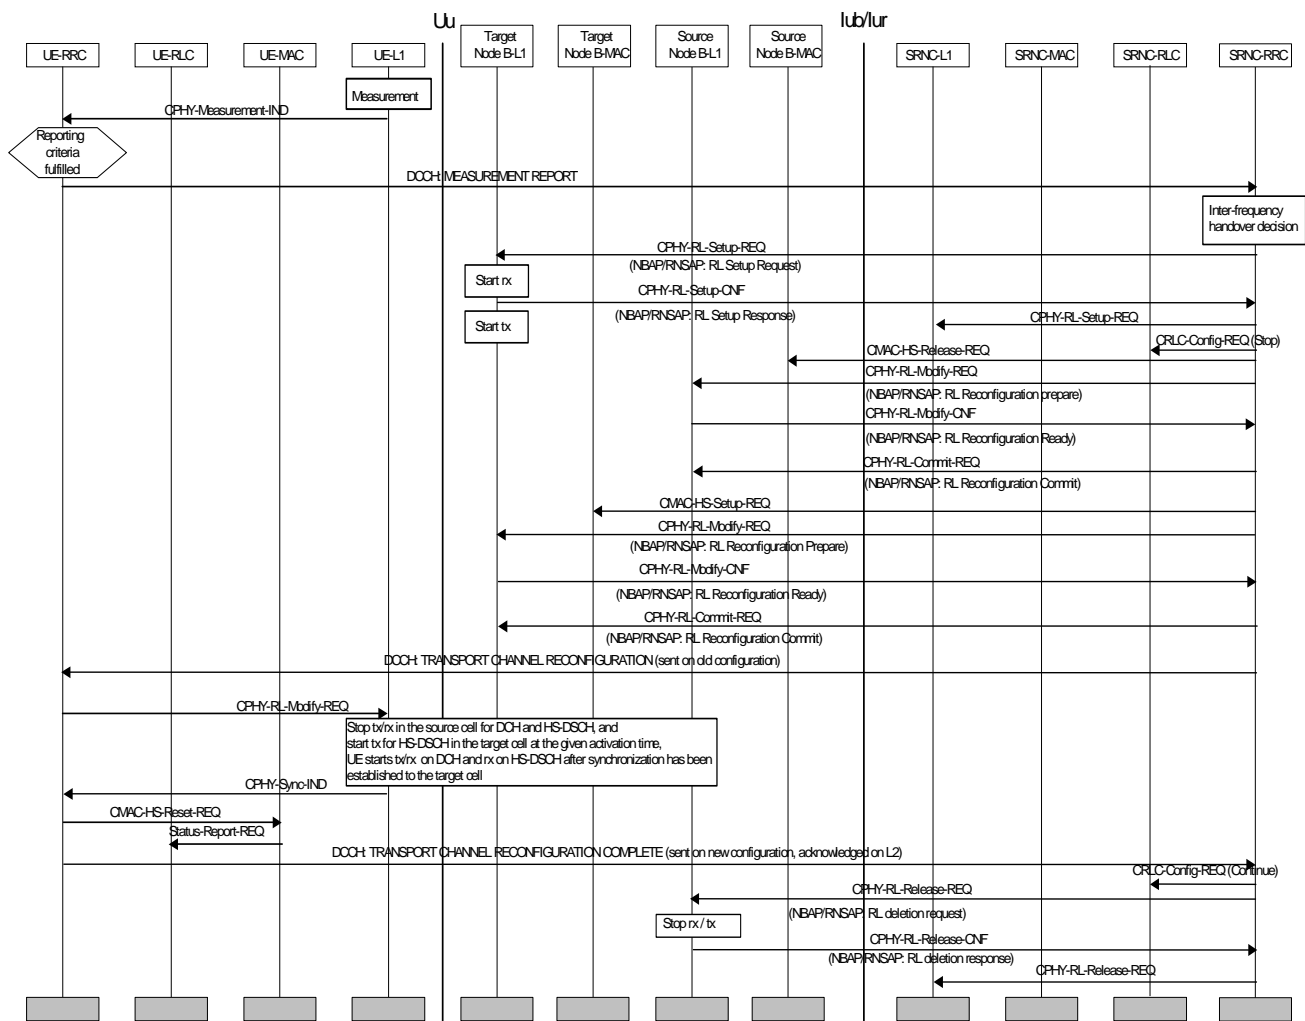 Uu
Iub/Iur
UE-RRC
UE-RLC
UE-MAC
UE-L1
Target
Node B-L1
Target
Node B-MAC
Source
Node B-L1
Source
Node B-MAC
SRNC-L1
SRNC-MAC
SRNC-RLC
SRNC-RRC
Measurement
CPHY-Measurement-IND
Reporting
criteria
fulfilled
DCCH: MEASUREMENT REPORT
Inter-frequency
handover decision
CPHY-RL-Setup-REQ
(NBAP/RNSAP: RL Setup Request)
Start rx
CPHY-RL-Setup-CNF
(NBAP/RNSAP: RL Setup Response)
Start tx
CPHY-RL-Setup-REQ
CRLC-Config-REQ (Stop)
CMAC-HS-Release-REQ
CPHY-RL-Modify-REQ
(NBAP/RNSAP: RL Reconfiguration prepare)
CPHY-RL-Modify-CNF
(NBAP/RNSAP: RL Reconfiguration Ready)
CPHY-RL-Commit-REQ
(NBAP/RNSAP: RL Reconfiguration Commit)
CMAC-HS-Setup-REQ
CPHY-RL-Modify-REQ
(NBAP/RNSAP: RL Reconfiguration Prepare)
CPHY-RL-Modify-CNF
(NBAP/RNSAP: RL Reconfiguration Ready)
CPHY-RL-Commit-REQ
(NBAP/RNSAP: RL Reconfiguration Commit)
DCCH: TRANSPORT CHANNEL RECONFIGURATION (sent on old configuration)
CPHY-RL-Modify-REQ
Stop tx/rx in the source cell for DCH and HS-DSCH, and
start tx for HS-DSCH in the target cell at the given activation time,
UE starts tx/rx on DCH and rx on HS-DSCH after synchronization has been
established to the target cell
CPHY-Sync-IND
CMAC-HS-Reset-REQ
Status-Report-REQ
DCCH: TRANSPORT CHANNEL RECONFIGURATION COMPLETE (sent on new configuration, acknowledged on L2)
CRLC-Config-REQ (Continue)
CPHY-RL-Release-REQ
(NBAP/RNSAP: RL deletion request)
Stop rx / tx
CPHY-RL-Release-CNF
(NBAP/RNSAP: RL deletion response)
CPHY-RL-Release-REQ